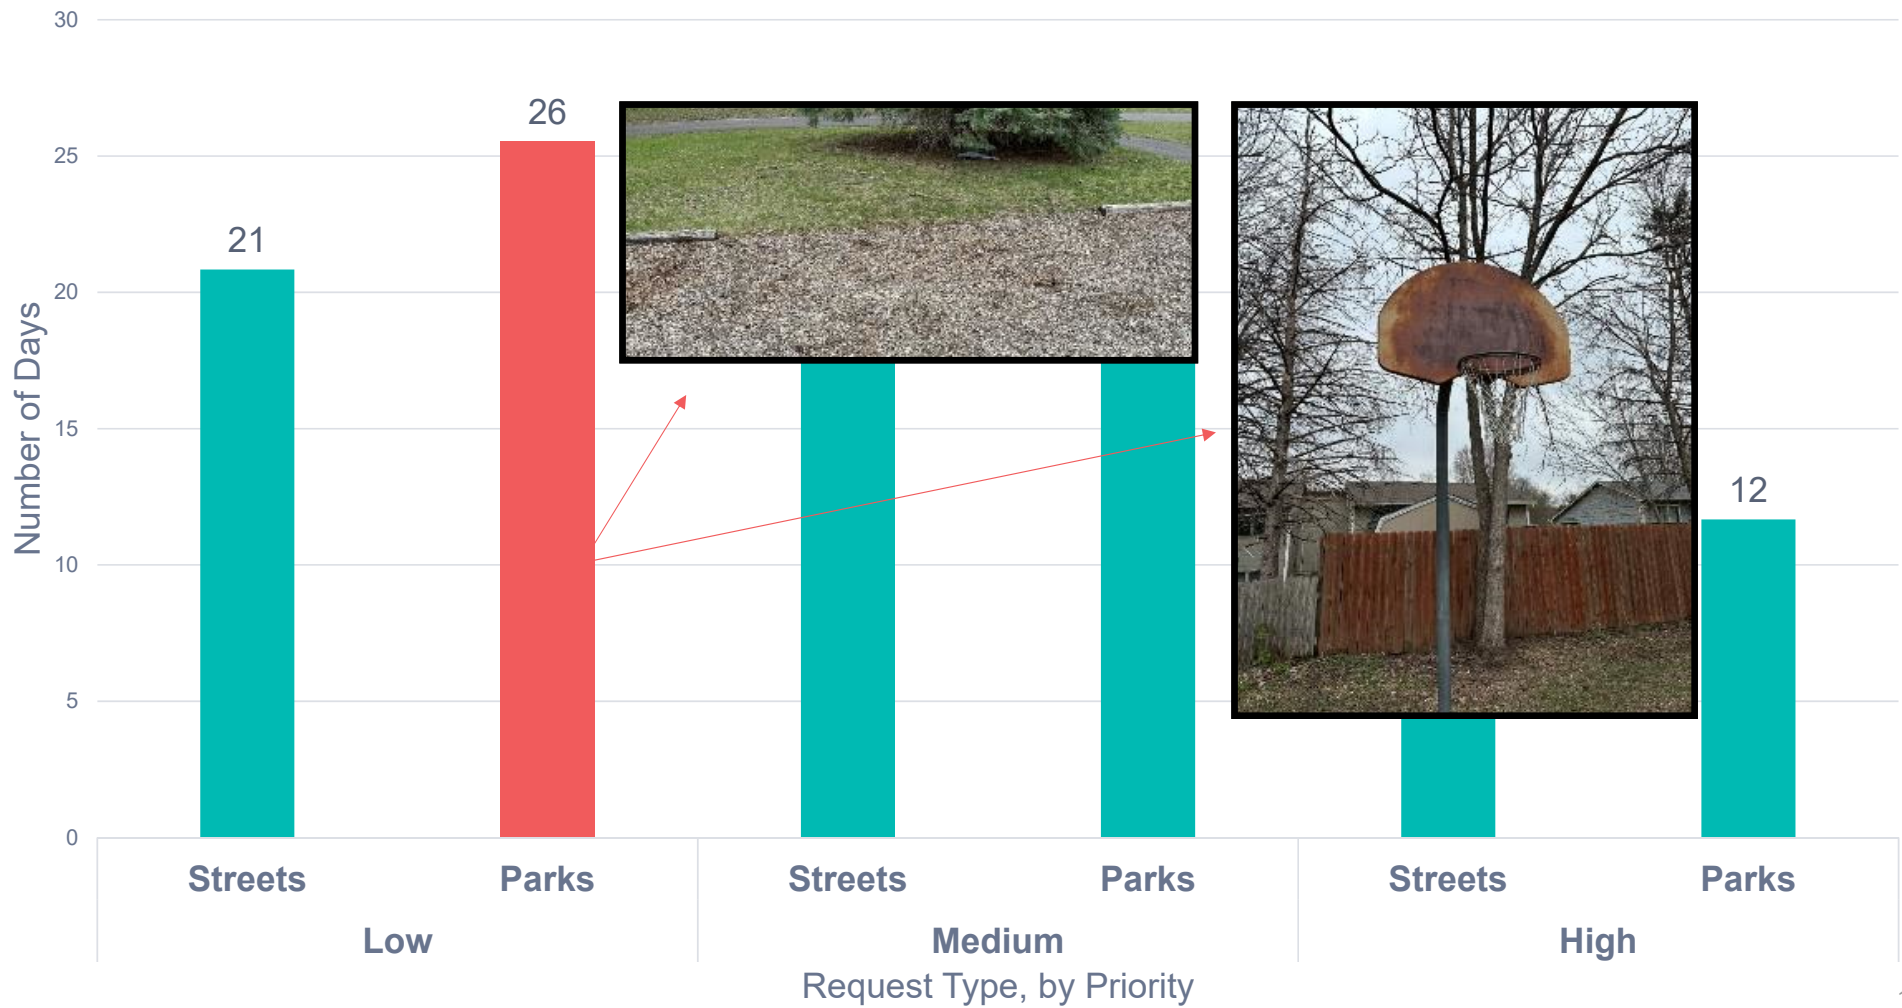 30
25
20
15
10
5
0
Number of Days
21
26
12
Streets
Parks
Streets
Parks
Streets
Parks
Low
Medium
High
Request Type, by Priority